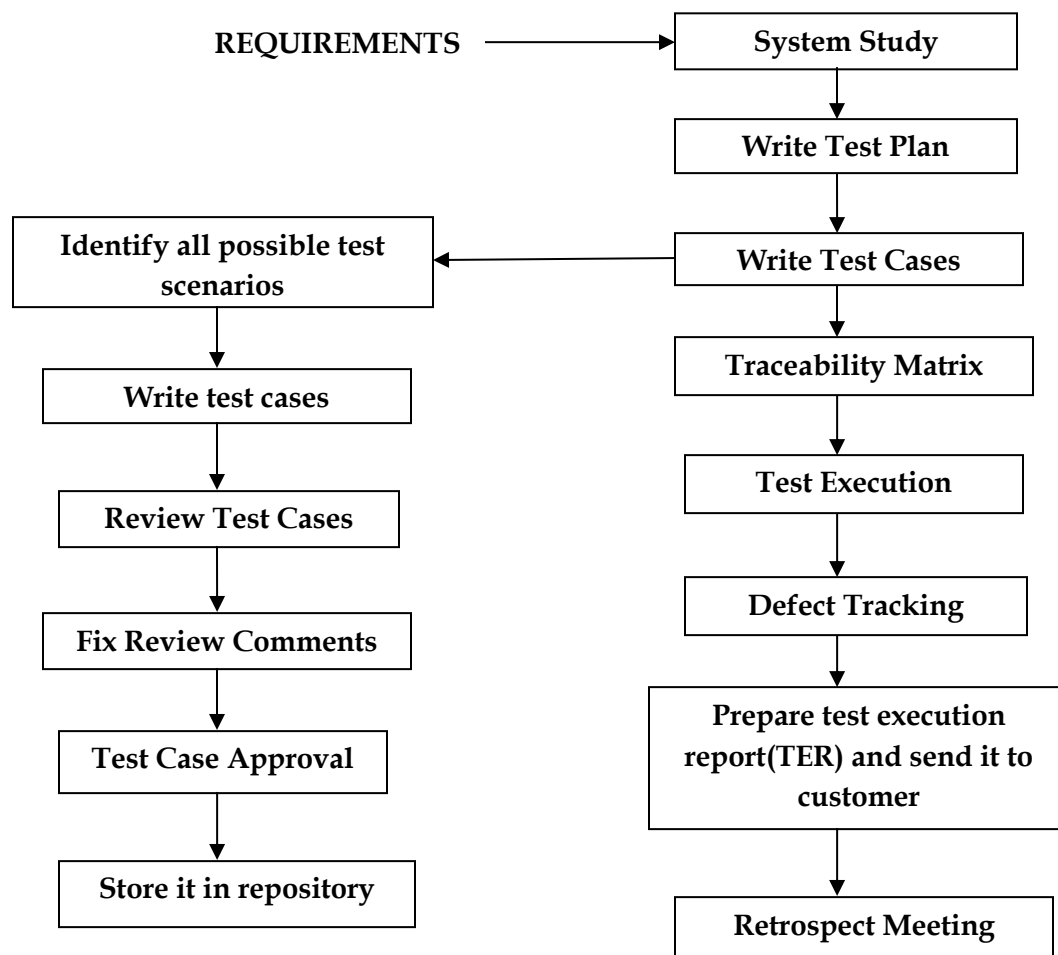 REQUIREMENTS
System Study
Write Test Plan
Identify all possible test
scenarios
Write Test Cases
Traceability Matrix
Write test cases
Test Execution
Review Test Cases
Defect Tracking
Fix Review Comments
Prepare test execution
report(TER) and send it to
customer
Test Case Approval
Store it in repository
Retrospect Meeting